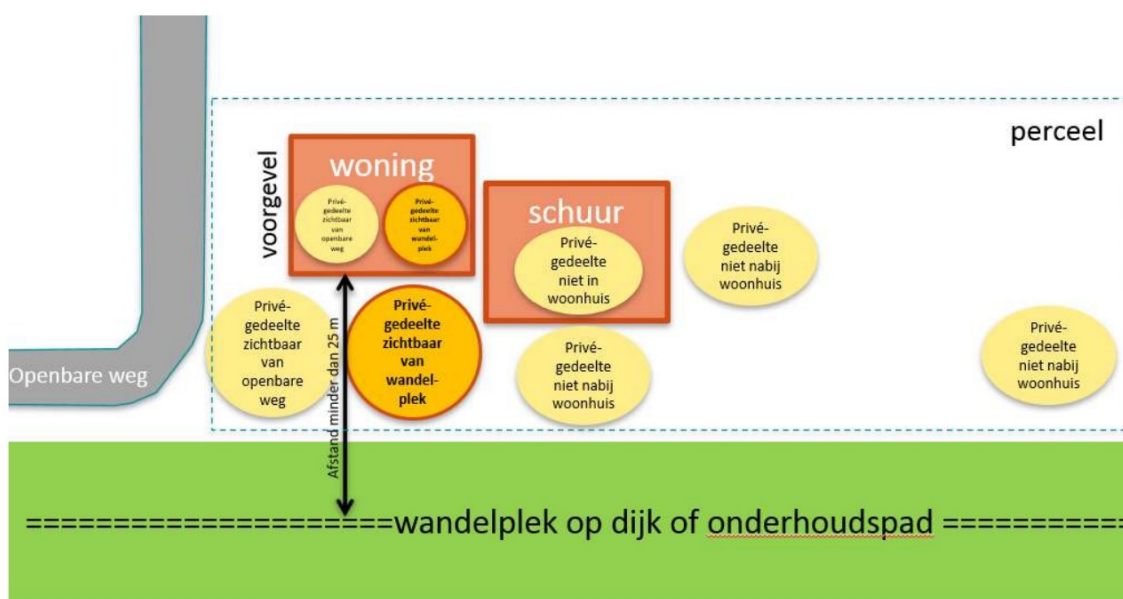 perceel
woning
voorgevel
Privé-
gedeelte
zichtbaar
van
openbare
weg
Privé-
gedeelte
zichtbaar
van
wandel-
plek
schuur
Privé-
gedeelte
niet in
woonhuis
Privé-
gedeelte
niet nabij
woonhuis
Privé-
gedeelte
zichtbaar
van
openbare
weg
Afstand minder dan 25 m
Privé-
gedeelte
zichtbaar
van
wandel-
plek
Privé-
gedeelte
niet nabij
woonhuis
Privé-
gedeelte
niet nabij
woonhuis
Openbare weg
=====================wandelplek op dijk of onderhoudspad ===========